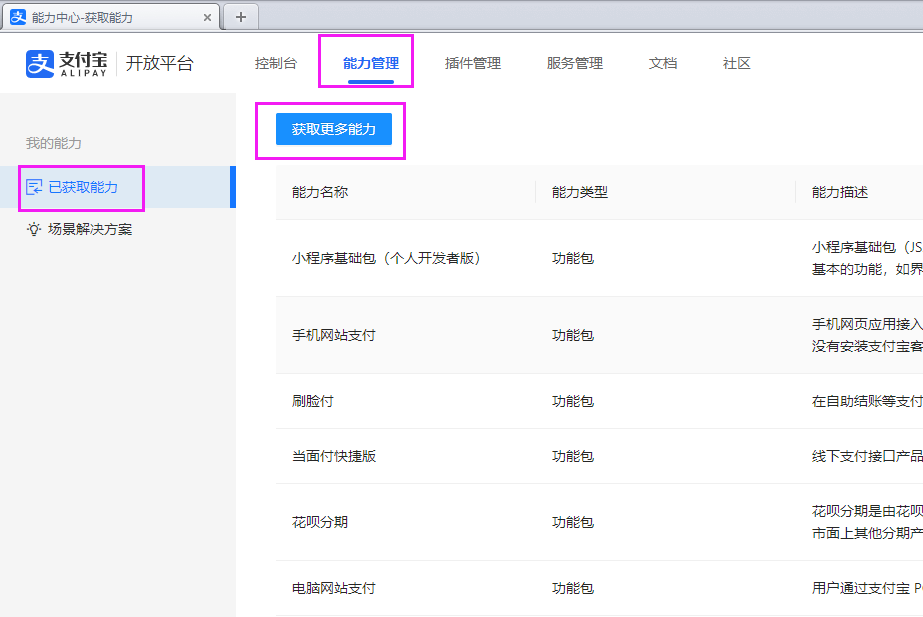 能力中心-获取能力
支付宝 ALIPAY 开放平台 控制台 能力管理 插件管理 服务管理 文档 社区
我的能力
已获取能力
场景解决方案
获取更多能力
能力名称 能力类型 能力描述
小程序基础包（个人开发者版） 功能包 小程序基础包（JS
基本的功能，如界
手机网站支付 功能包 手机网页应用接入
没有安装支付宝客
刷脸付 功能包 在自助结账等支付
当面付快捷版 功能包 线下支付接口产品
花呗分期 功能包 花呗分期是由花呗
市面上其他分期产
电脑网站支付 功能包 用户通过支付宝 P